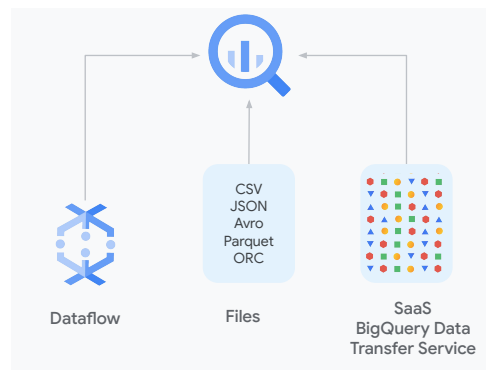 CSV
JSON
Avro
Parquet
ORC
Dataflow
Files
SaaS
BigQuery Data
Transfer Service